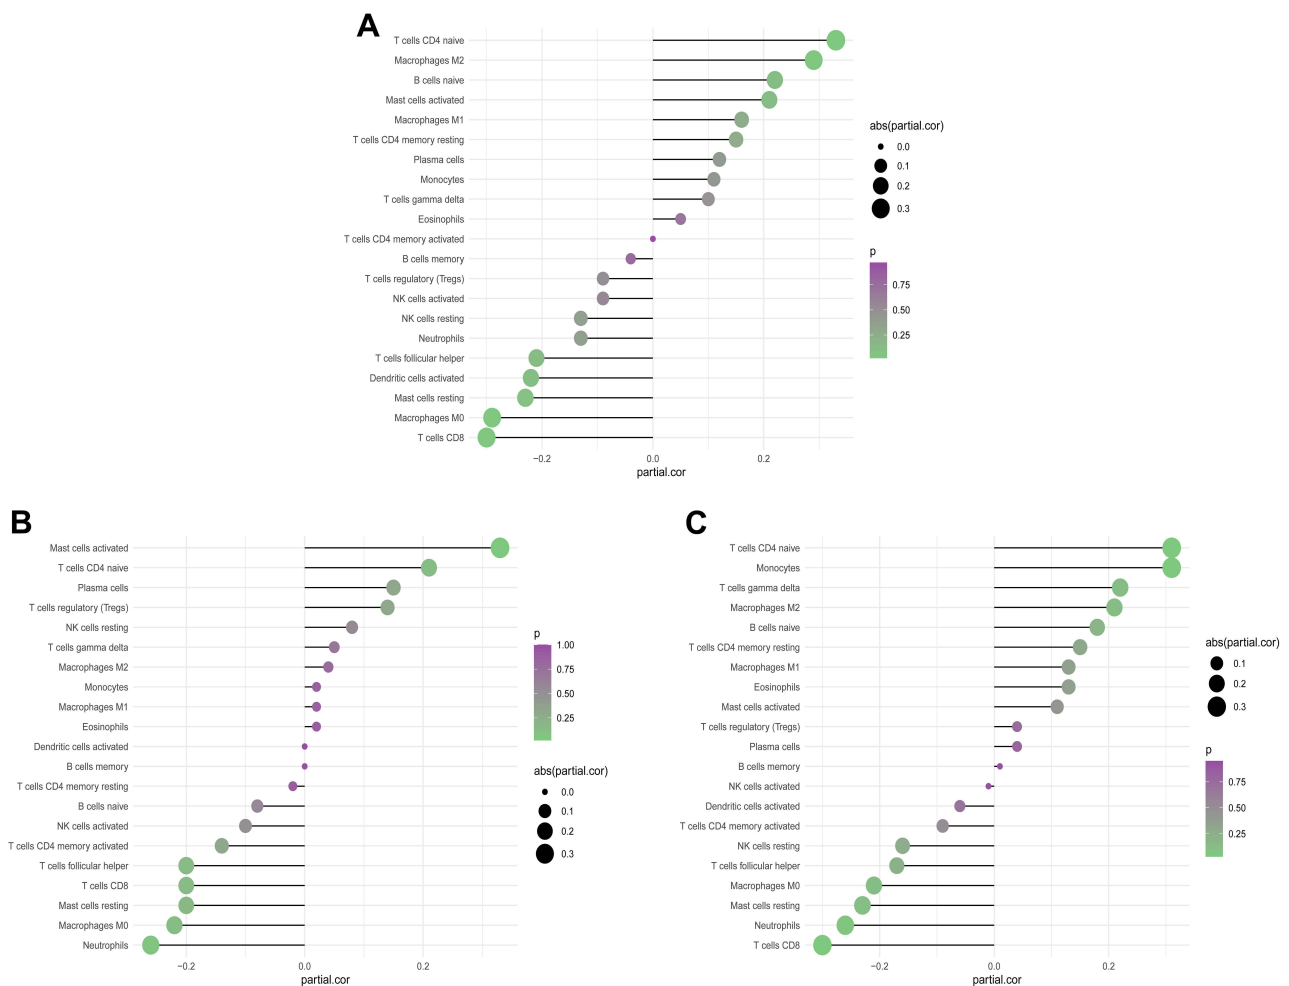 A
T cells CD4 naive
Macrophages M2
B cells naive
Mast cells activated
Macrophages M1
T cells CD4 memory resting
Plasma cells
Monocytes
T cells gamma delta
Eosinophils
T cells CD4 memory activated
B cells memory
T cells regulatory (Tregs)
NK cells activated
NK cells resting
Neutrophils
T cells follicular helper
Dendritic cells activated
Mast cells resting
Macrophages M0
T cells CD8
−0.2 0.0 0.2
partial.cor
abs(partial.cor)
0.0
0.1
0.2
0.3
p
0.75
0.50
0.25
B
Mast cells activated
T cells CD4 naive
Plasma cells
T cells regulatory (Tregs)
NK cells resting
T cells gamma delta
Macrophages M2
Monocytes
Macrophages M1
Eosinophils
Dendritic cells activated
B cells memory
T cells CD4 memory resting
B cells naive
NK cells activated
T cells CD4 memory activated
T cells follicular helper
T cells CD8
Mast cells resting
Macrophages M0
Neutrophils
−0.2 0.0 0.2
partial.cor
p
1.00
0.75
0.50
0.25
abs(partial.cor)
0.0
0.1
0.2
0.3
C
T cells CD4 naive
Monocytes
T cells gamma delta
Macrophages M2
B cells naive
T cells CD4 memory resting
Macrophages M1
Eosinophils
Mast cells activated
T cells regulatory (Tregs)
Plasma cells
B cells memory
NK cells activated
Dendritic cells activated
T cells CD4 memory activated
NK cells resting
T cells follicular helper
Macrophages M0
Mast cells resting
Neutrophils
T cells CD8
−0.2 0.0 0.2
partial.cor
abs(partial.cor)
0.1
0.2
0.3
p
0.75
0.50
0.25